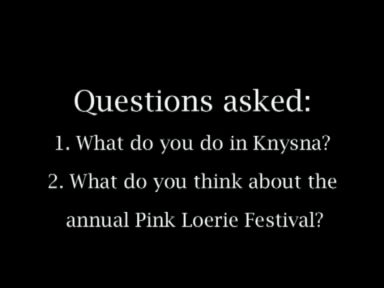 Questions asked:
1. What do you do in Knysna?
2. What do you think about the
annual Pink Loerie Festival?